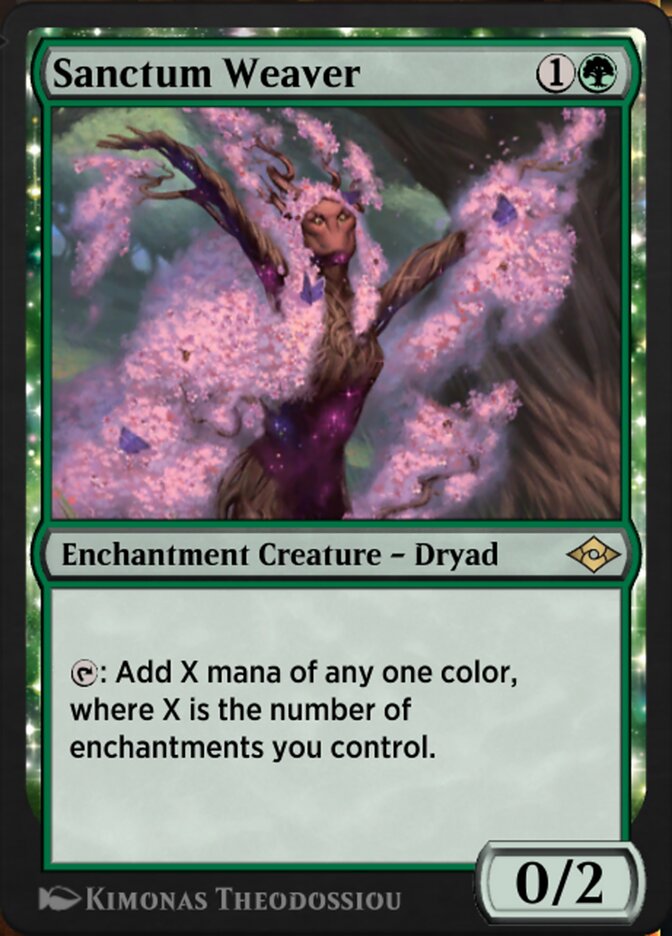 Sanctum Weaver 1
Enchantment Creature – Dryad
: Add X mana of any one color,
where X is the number of
enchantments you control.
0/2
Kimonas Theodossiou